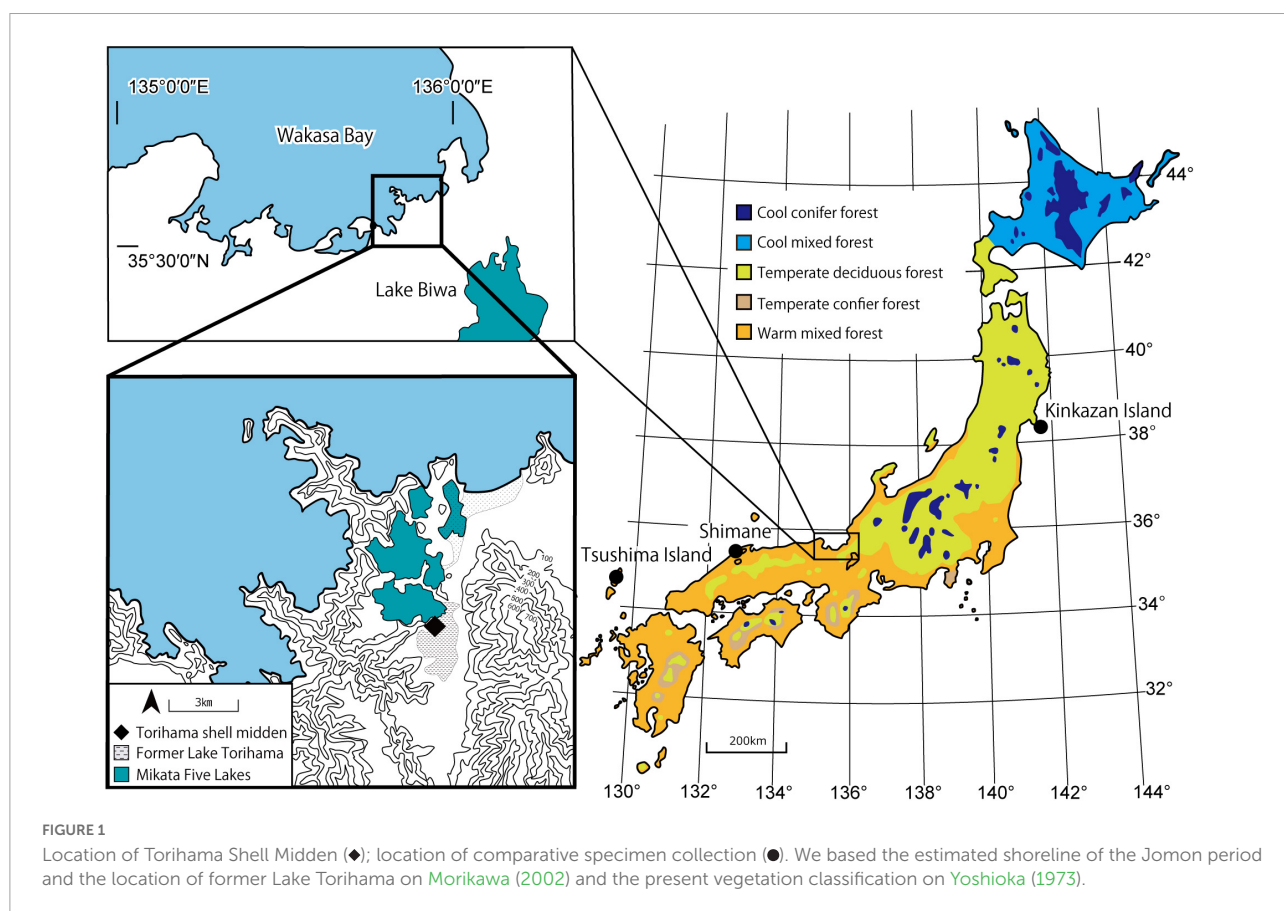 135°0′0″E
136°0′0″E
Wakasa Bay
35°30′0″N
Lake Biwa
Cool conifer forest
Cool mixed forest
Temperate deciduous forest
Temperate confier forest
Warm mixed forest
44°
42°
40°
Kinkazan Island
38°
36°
Shimane
Tsushima Island
34°
32°
200km
130°
132°
134°
136°
138°
140°
142°
144°
100
200
300
400
500
600
700
3km
Torihama shell midden
Former Lake Torihama
Mikata Five Lakes
FIGURE 1
Location of Torihama Shell Midden (◆); location of comparative specimen collection (●). We based the estimated shoreline of the Jomon period
and the location of former Lake Torihama on Morikawa (2002) and the present vegetation classification on Yoshioka (1973).